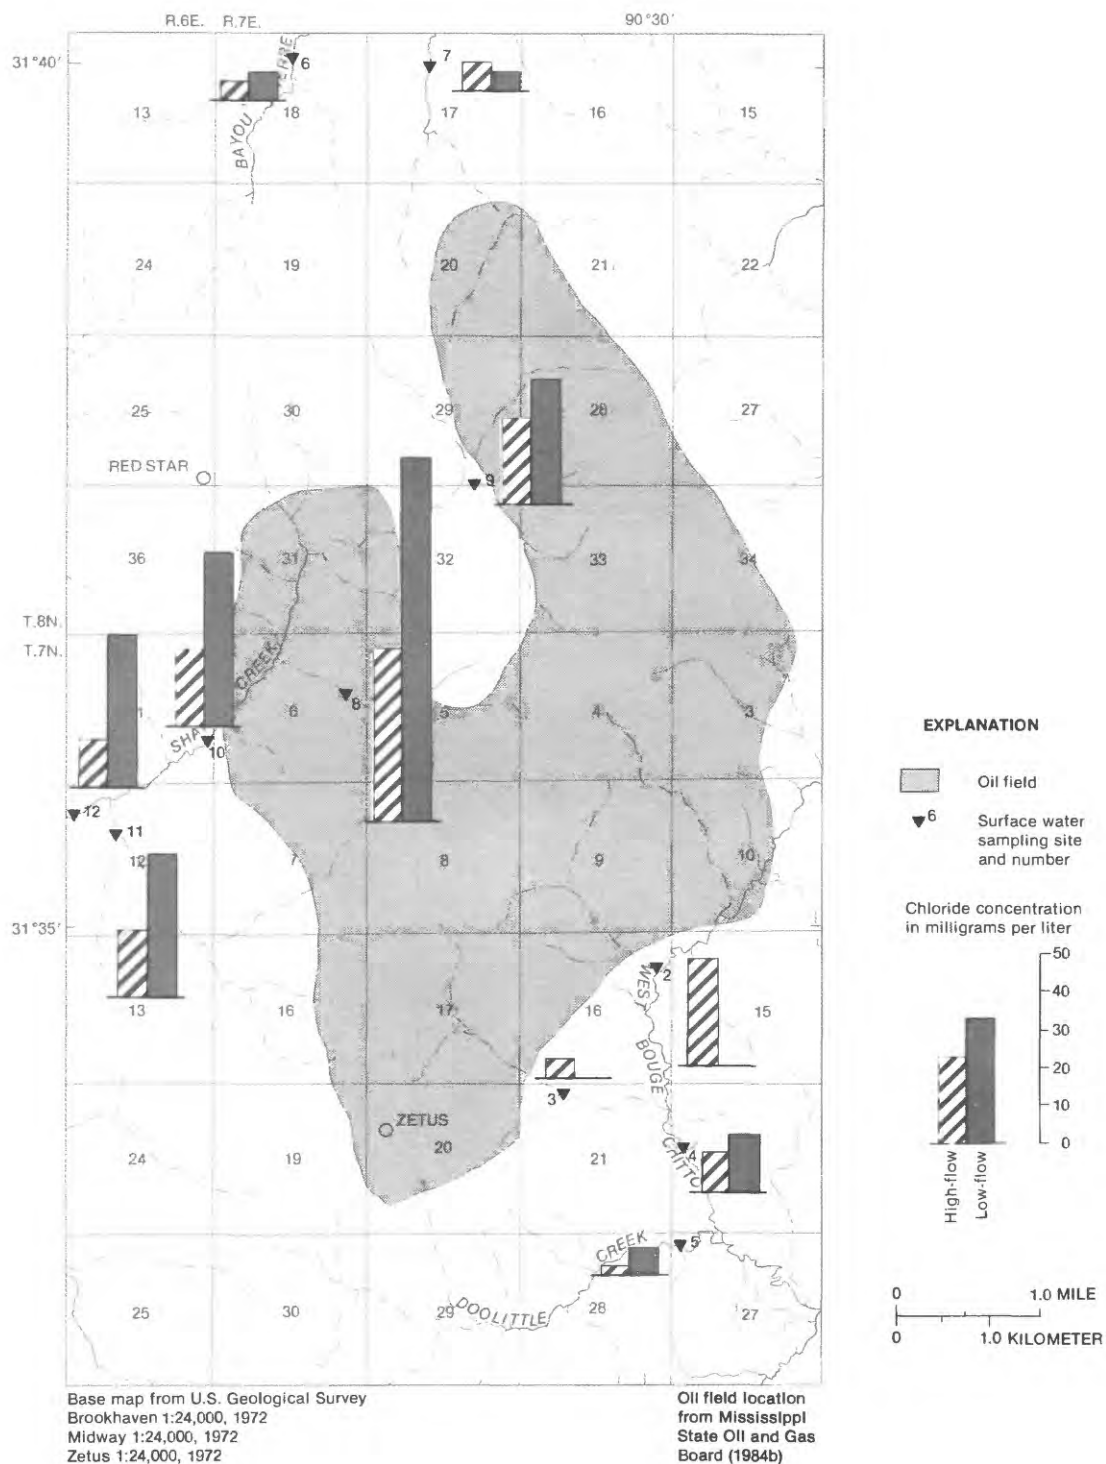 R.6E. R.7E. 90°30'
31°40'
6
7
13
18
17
16
15
BAYOU
24
19
20
21
22
25
30
29
28
27
RED STAR
9
36
31
32
33
34
T.8N.
T.7N.
SHA
CREEK
1
6
8
5
4
3
10
12
11
12
7
8
9
10
31°35'
2
13
16
17
16
15
WEST
BOUGE
CHITTO
3
4
ZETUS
24
19
20
21
5
DOOLITTLE
CREEK
25
30
29
28
27
EXPLANATION
Oil field
6 Surface water
sampling site
and number
Chloride concentration
in milligrams per liter
50
40
30
20
10
0
High-flow
Low-flow
0 1.0 MILE
0 1.0 KILOMETER
Base map from U.S. Geological Survey
Brookhaven 1:24,000, 1972
Midway 1:24,000, 1972
Zetus 1:24,000, 1972
Oil field location
from Mississippi
State Oil and Gas
Board (1984b)